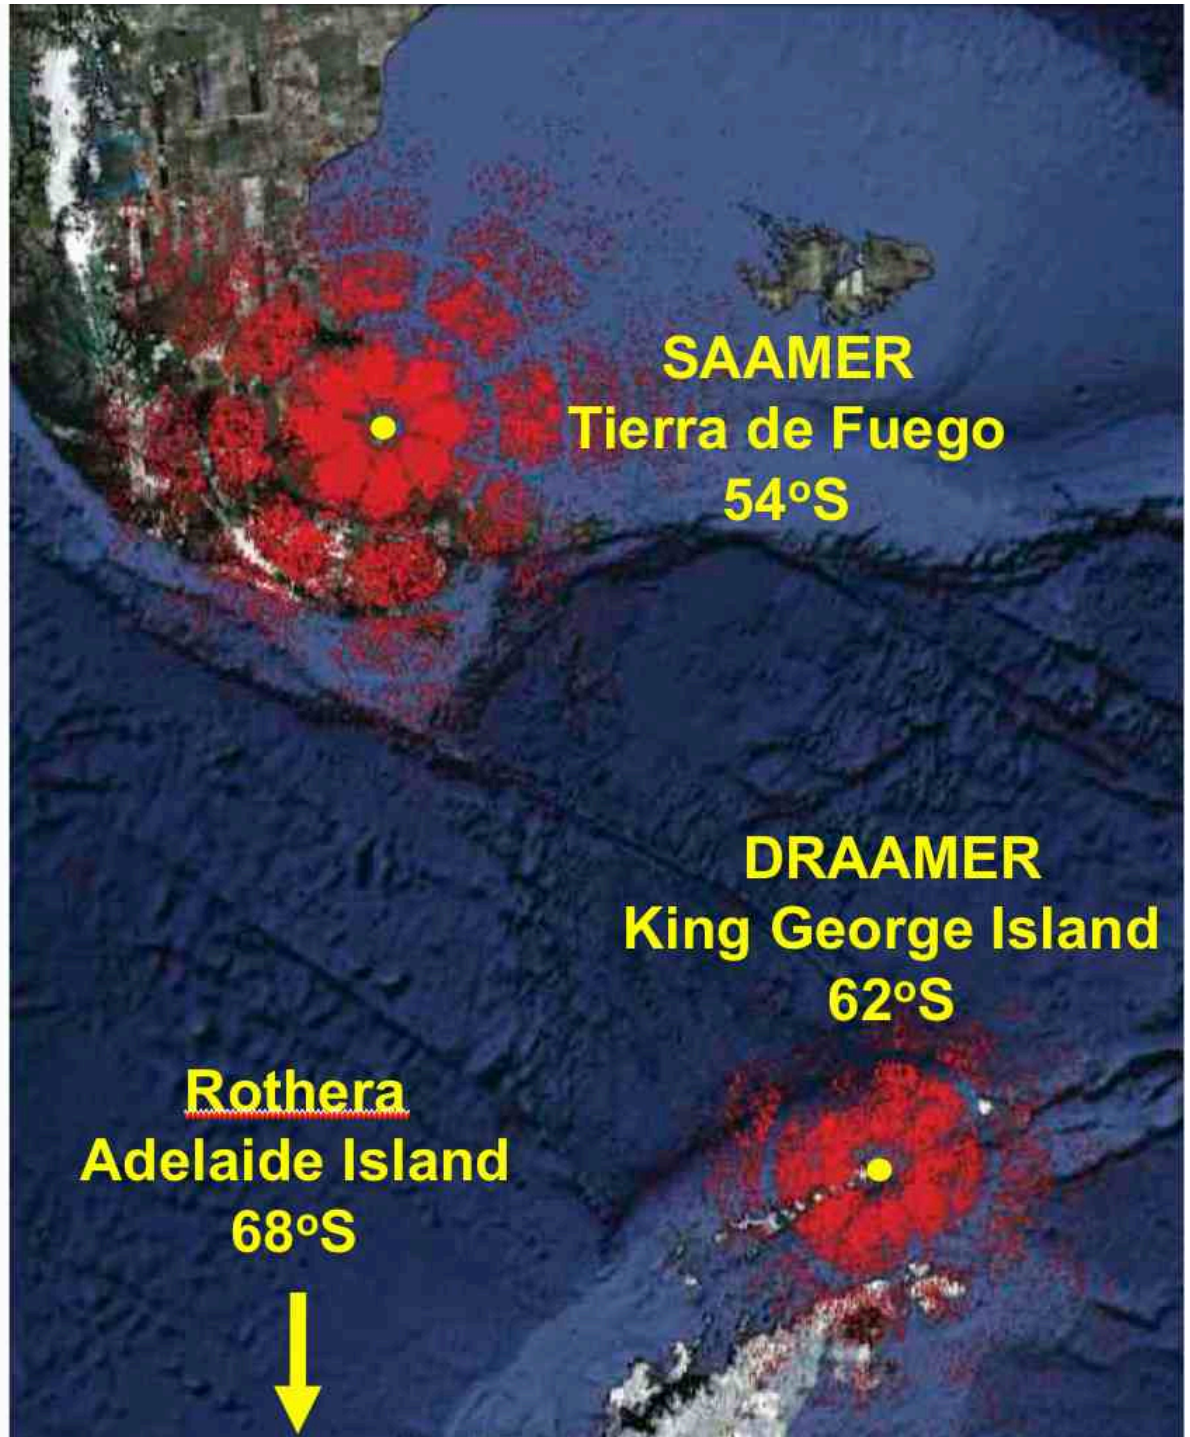 SAAMER
Tierra de Fuego
54°S
DRAAMER
King George Island
62°S
Rothera
Adelaide Island
68°S